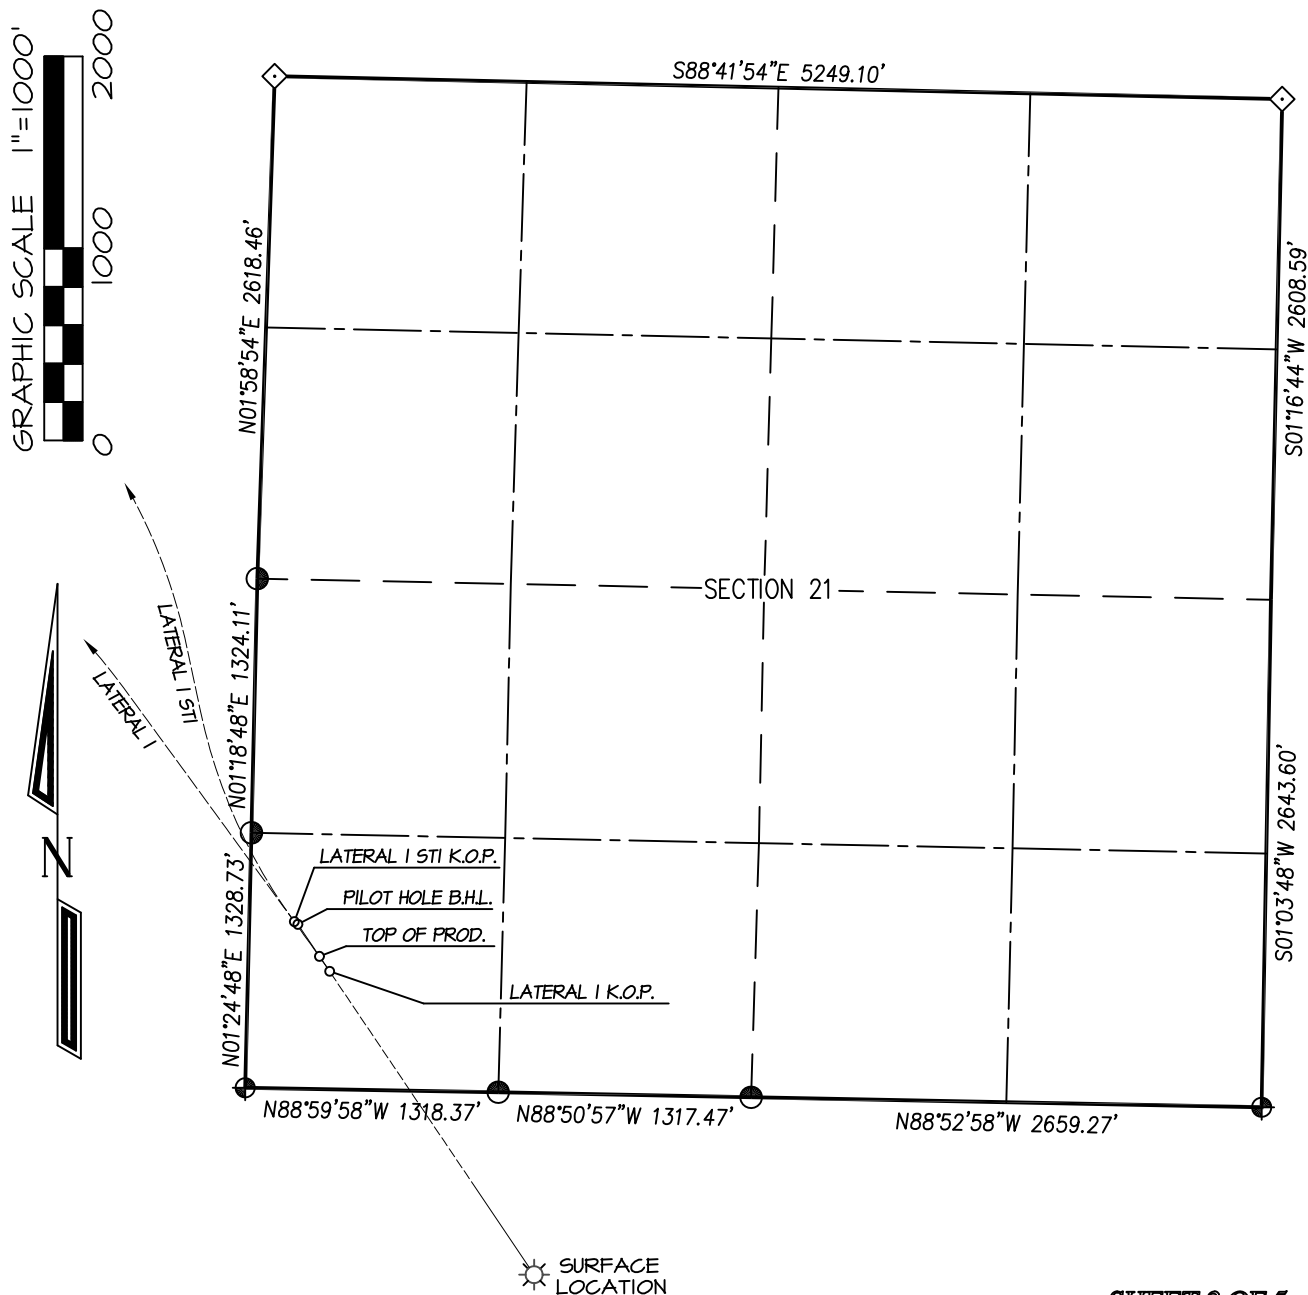 GRAPHIC SCALE 1"=1000'
0
1000
2000
S88°41'54"E 5249.10'
N01°58'54"E 2618.46'
S01°16'44"W 2608.59'
SECTION 21
N01°18'48"E 1324.11'
LATERAL 1 ST1
LATERAL 1
N
N01°24'48"E 1328.73'
S01°03'48"W 2643.60'
LATERAL 1 ST1 K.O.P.
PILOT HOLE B.H.L.
TOP OF PROD.
LATERAL 1 K.O.P.
N88°59'58"W 1318.37'
N88°50'57"W 1317.47'
N88°52'58"W 2659.27'
SURFACE
LOCATION